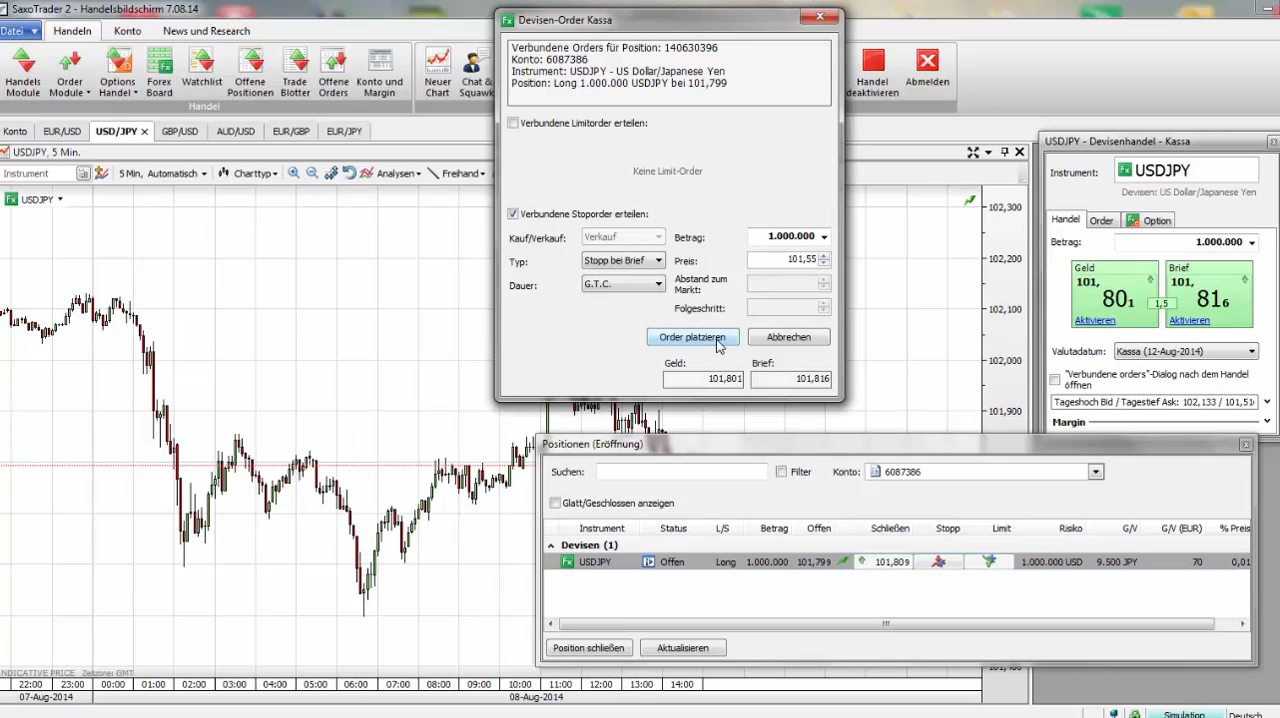 SaxoTrader 2 - Handelsbildschirm 7.08.14
Datei
Handeln
Konto
News und Research
Handels Module
Order Module
Options Handel
Forex Board
Watchlist
Offene Positionen
Trade Blotter
Offene Orders
Konto und Margin
Neuer Chart
Chat & Squawk
Handel deaktivieren
Abmelden
Handel
Konto
EUR/USD
USD/JPY
GBP/USD
AUD/USD
EUR/GBP
EUR/JPY
USDJPY, 5 Min.
Instrument
5 Min, Automatisch
Charttyp
Analysen
Freihand
USDJPY
102,300
102,200
102,100
102,000
101,900
INDICATIVE PRICE Zeitzone: GMT
22:00 23:00 00:00 01:00 02:00 03:00 04:00 05:00 06:00 07:00 08:00 09:00 10:00 11:00 12:00 13:00 14:00
07-Aug-2014
08-Aug-2014
Devisen-Order Kassa
Verbundene Orders für Position: 140630396
Konto: 6087386
Instrument: USDJPY - US Dollar/Japanese Yen
Position: Long 1.000.000 USDJPY bei 101,799
Verbundene Limitorder erteilen:
Keine Limit-Order
Verbundene Stoporder erteilen:
Kauf/Verkauf: Verkauf Betrag: 1.000.000
Typ: Stopp bei Brief Preis: 101,55
Dauer: G.T.C. Abstand zum Markt:
Folgeschritt:
Order platzieren
Abbrechen
Geld: Brief:
101,801 101,816
USDJPY - Devisenhandel - Kassa
Instrument: USDJPY
Devisen: US Dollar/Japanese Yen
Handel Order Option
Betrag: 1.000.000
Geld Brief
101, 101,
801 1,5 816
Aktivieren Aktivieren
Valutadatum: Kassa (12-Aug-2014)
"Verbundene orders"-Dialog nach dem Handel
öffnen
Tageshoch Bid / Tagestief Ask: 102,133 / 101,51
Margin
Positionen (Eröffnung)
Suchen: Filter Konto: 6087386
Glatt/Geschlossen anzeigen
Instrument Status L/S Betrag Offen Schließen Stopp Limit Risiko G/V G/V (EUR) % Preis
Devisen (1)
USDJPY Offen Long 1.000.000 101,799 101,809 1.000.000 USD 9.500 JPY 70 0,01
Position schließen
Aktualisieren
Simulation
Deutsch